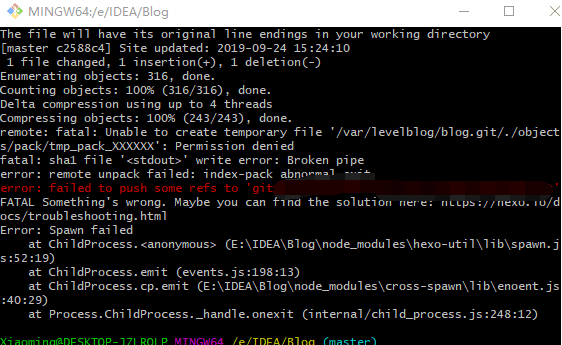 MINGW64:/e/IDEA/Blog
The file will have its original line endings in your working directory
[master c2588c4] Site updated: 2019-09-24 15:24:10
1 file changed, 1 insertion(+), 1 deletion(-)
Enumerating objects: 316, done.
Counting objects: 100% (316/316), done.
Delta compression using up to 4 threads
Compressing objects: 100% (243/243), done.
remote: fatal: Unable to create temporary file '/var/levelblog/blog.git/./object
s/pack/tmp_pack_XXXXXX': Permission denied
fatal: sha1 file '<stdout>' write error: Broken pipe
error: remote unpack failed: index-pack abnormal exit
error: failed to push some refs to 'git
FATAL Something's wrong. Maybe you can find the solution here: https://hexo.io/d
ocs/troubleshooting.html
Error: Spawn failed
at ChildProcess.<anonymous> (E:\IDEA\Blog\node_modules\hexo-util\lib\spawn.j
s:52:19)
at ChildProcess.emit (events.js:198:13)
at ChildProcess.cp.emit (E:\IDEA\Blog\node_modules\cross-spawn\lib\enoent.js
:40:29)
at Process.ChildProcess._handle.onexit (internal/child_process.js:248:12)
Xiaoming@DESKTOP-JZLROLP MINGW64 /e/IDEA/Blog (master)